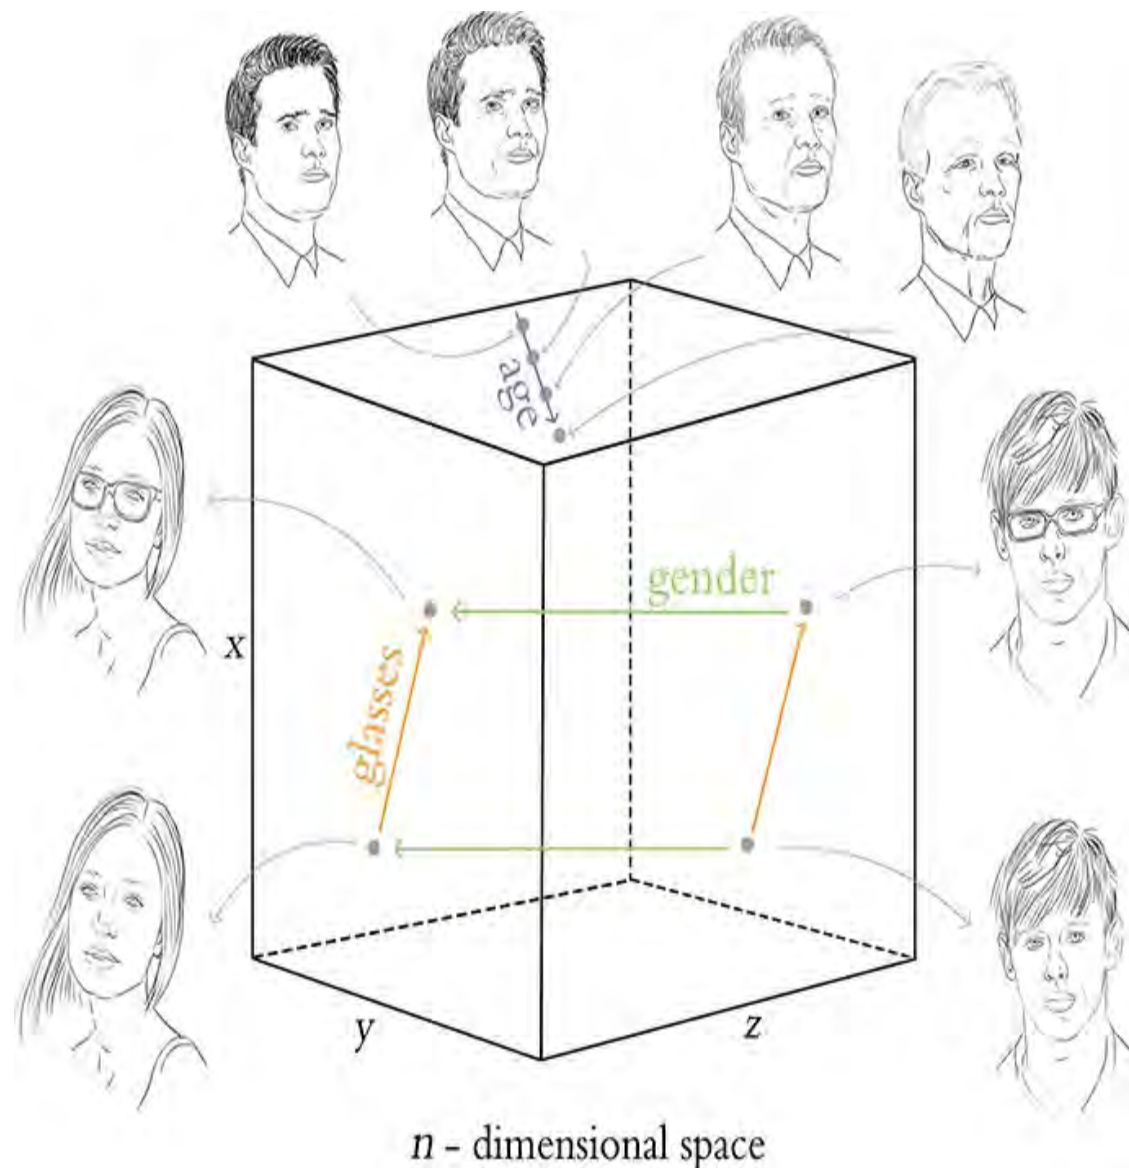 age
gender
glasses
x
y
z
n – dimensional space